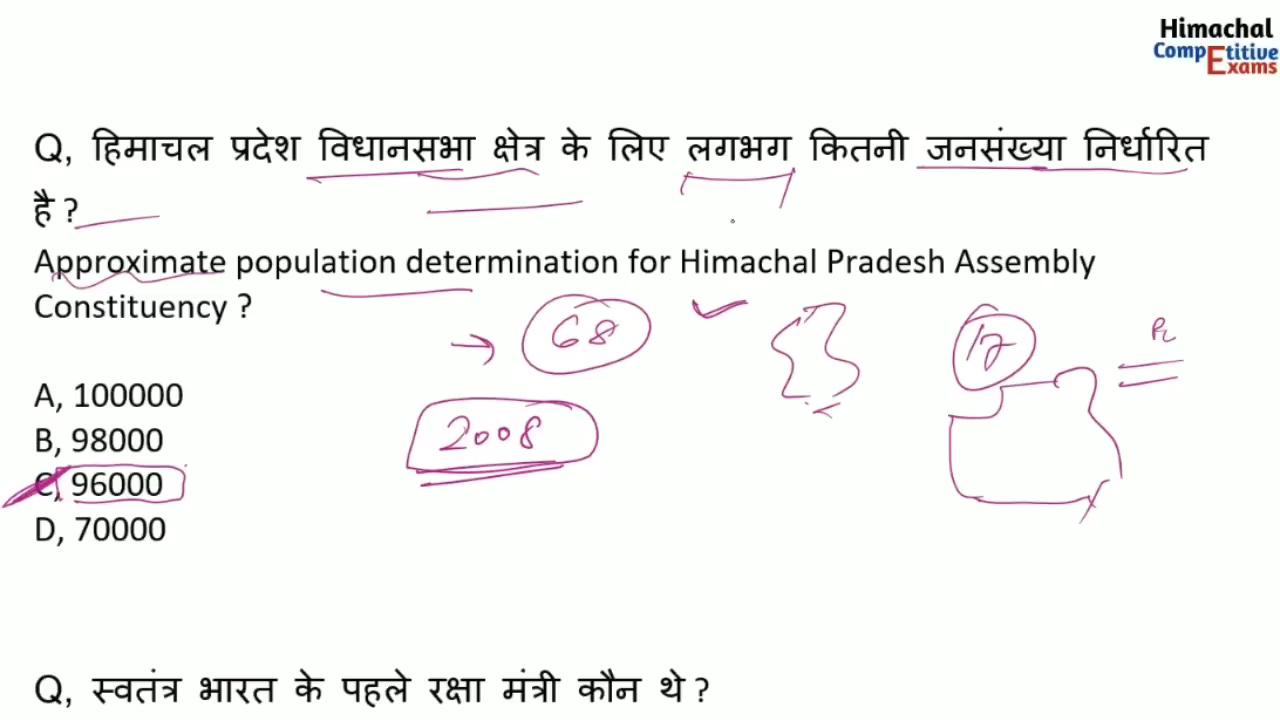 Himachal
CompEtitive
Exams
Q, हिमाचल प्रदेश विधानसभा क्षेत्र के लिए लगभग कितनी जनसंख्या निर्धारित
है ?
Approximate population determination for Himachal Pradesh Assembly
Constituency ?
68
A, 100000
B, 98000
2008
C, 96000
D, 70000
Q, स्वतंत्र भारत के पहले रक्षा मंत्री कौन थे ?